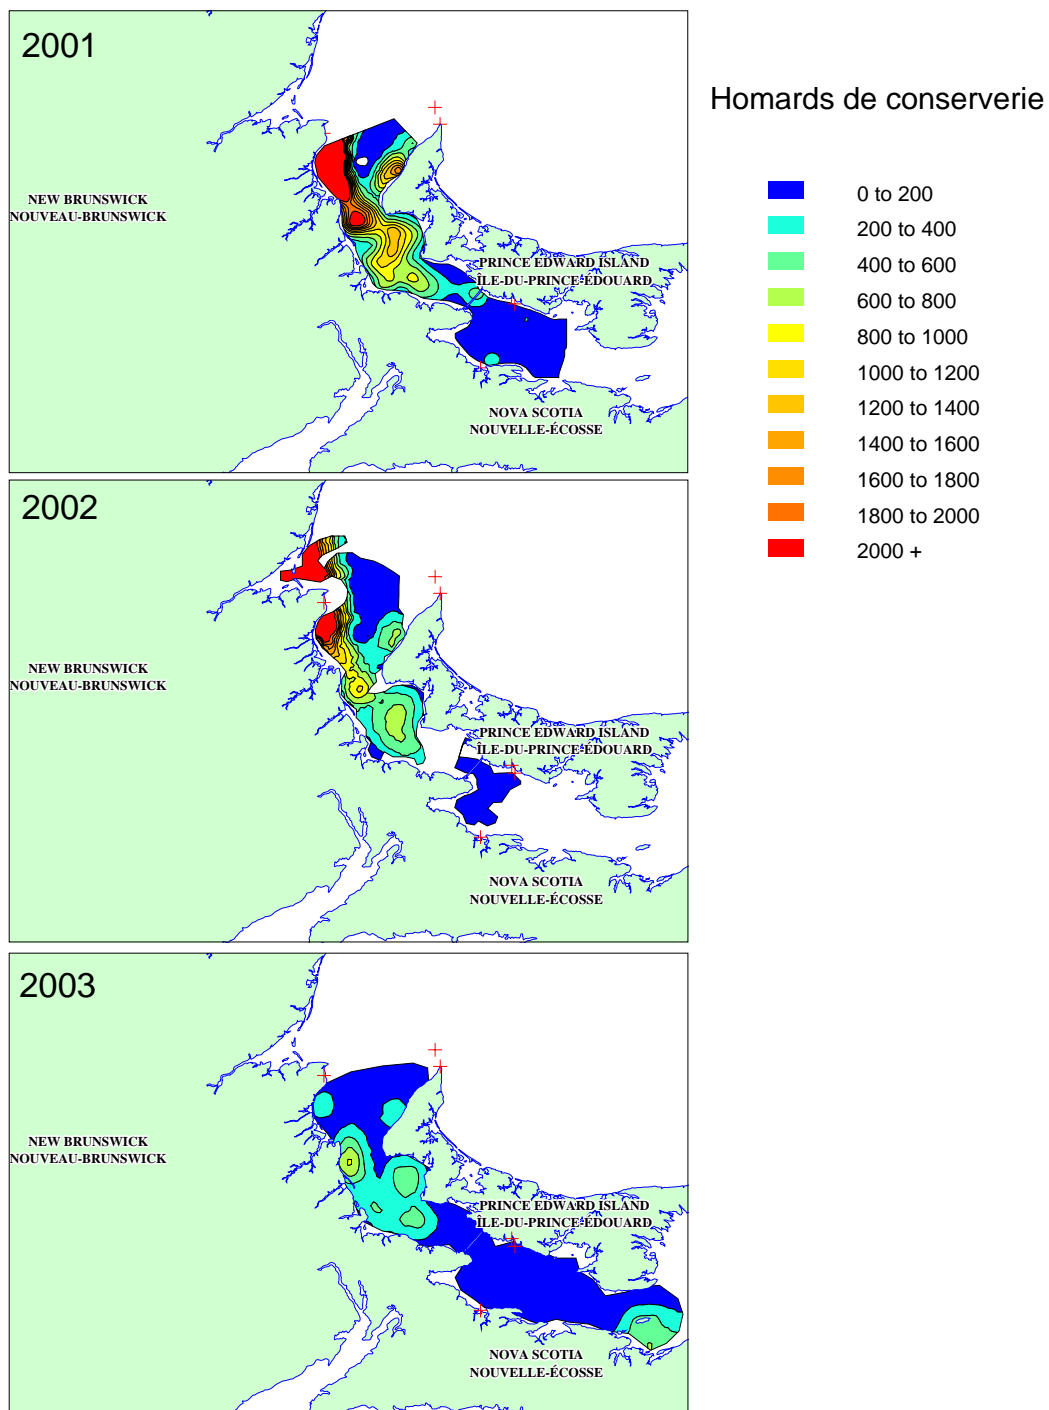 2001
NEW BRUNSWICK
NOUVEAU-BRUNSWICK
PRINCE EDWARD ISLAND
ÎLE-DU-PRINCE-ÉDOUARD
NOVA SCOTIA
NOUVELLE-ÉCOSSE
Homards de conserverie
0 to 200
200 to 400
400 to 600
600 to 800
800 to 1000
1000 to 1200
1200 to 1400
1400 to 1600
1600 to 1800
1800 to 2000
2000 +
2002
NEW BRUNSWICK
NOUVEAU-BRUNSWICK
PRINCE EDWARD ISLAND
ÎLE-DU-PRINCE-ÉDOUARD
NOVA SCOTIA
NOUVELLE-ÉCOSSE
2003
NEW BRUNSWICK
NOUVEAU-BRUNSWICK
PRINCE EDWARD ISLAND
ÎLE-DU-PRINCE-ÉDOUARD
NOVA SCOTIA
NOUVELLE-ÉCOSSE